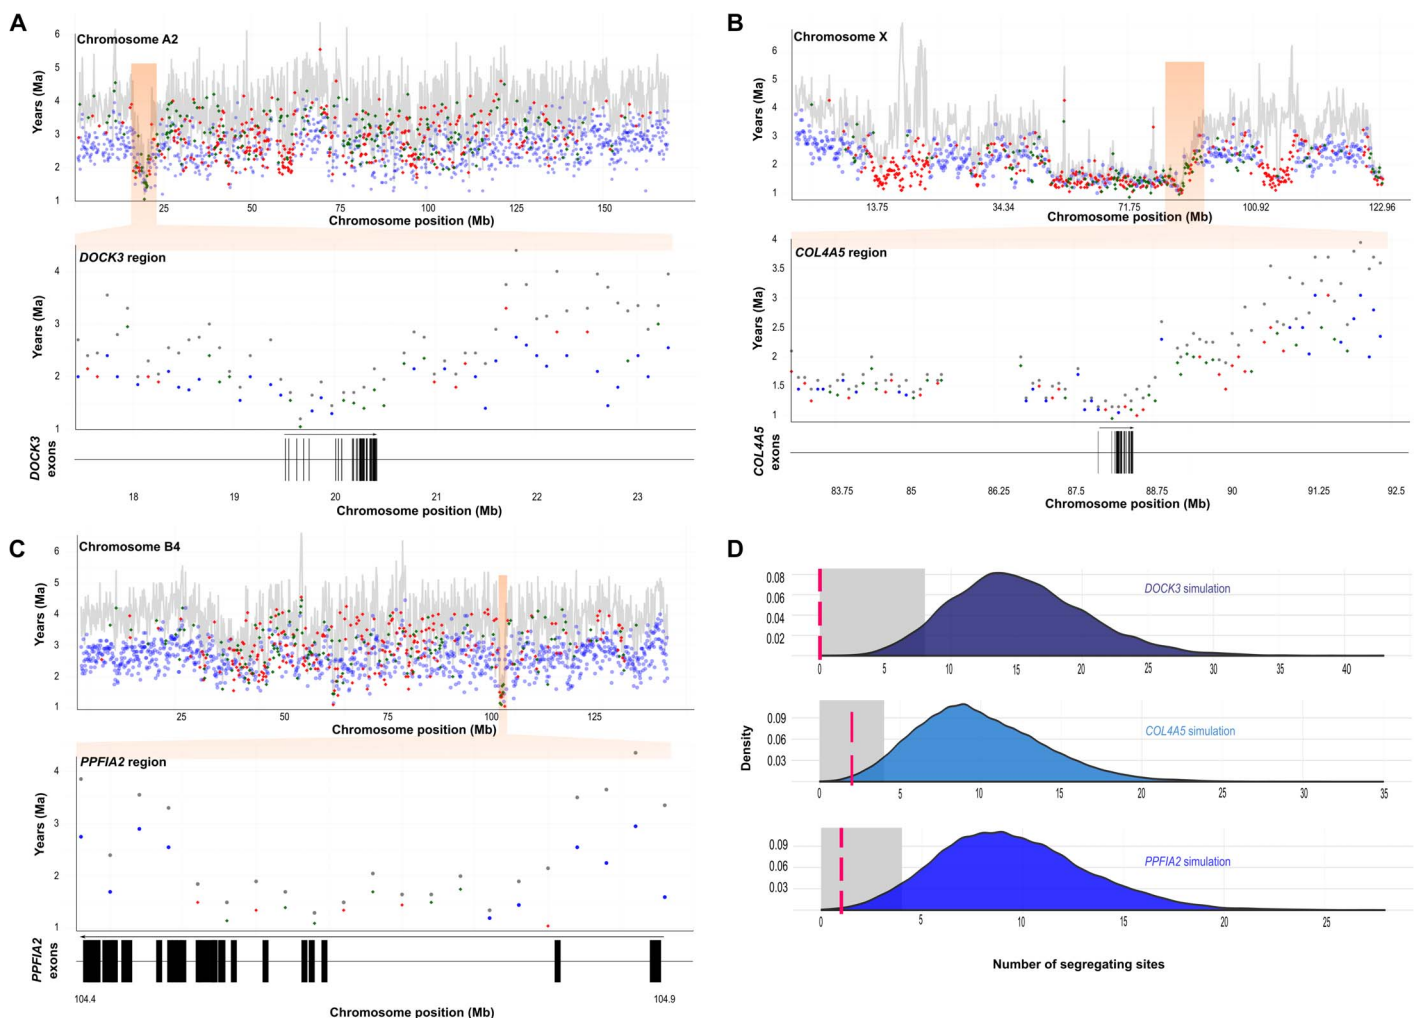 A
Chromosome A2
Years (Ma)
6
5
4
3
2
1
25
50
75
100
125
150
Chromosome position (Mb)
DOCK3 region
Years (Ma)
4
3
2
1
DOCK3
exons
18
19
20
21
22
23
Chromosome position (Mb)
B
Chromosome X
Years (Ma)
6
5
4
3
2
1
13.75
34.34
71.75
100.92
122.96
Chromosome position (Mb)
COL4A5 region
Years (Ma)
4
3.5
3
2.5
2
1.5
1
COL4A5
exons
83.75
85
86.25
87.5
88.75
90
91.25
92.5
Chromosome position (Mb)
C
Chromosome B4
Years (Ma)
6
5
4
3
2
1
25
50
75
100
125
Chromosome position (Mb)
PPFIA2 region
Years (Ma)
4
3
2
1
PPFIA2
exons
104.4
104.9
Chromosome position (Mb)
D
DOCK3 simulation
0.08
0.06
0.04
0.02
0
5
10
15
20
25
30
35
40
COL4A5 simulation
0.09
0.06
0.03
0
5
10
15
20
25
30
35
PPFIA2 simulation
0.09
0.06
0.03
0
5
10
15
20
25
Density
Number of segregating sites